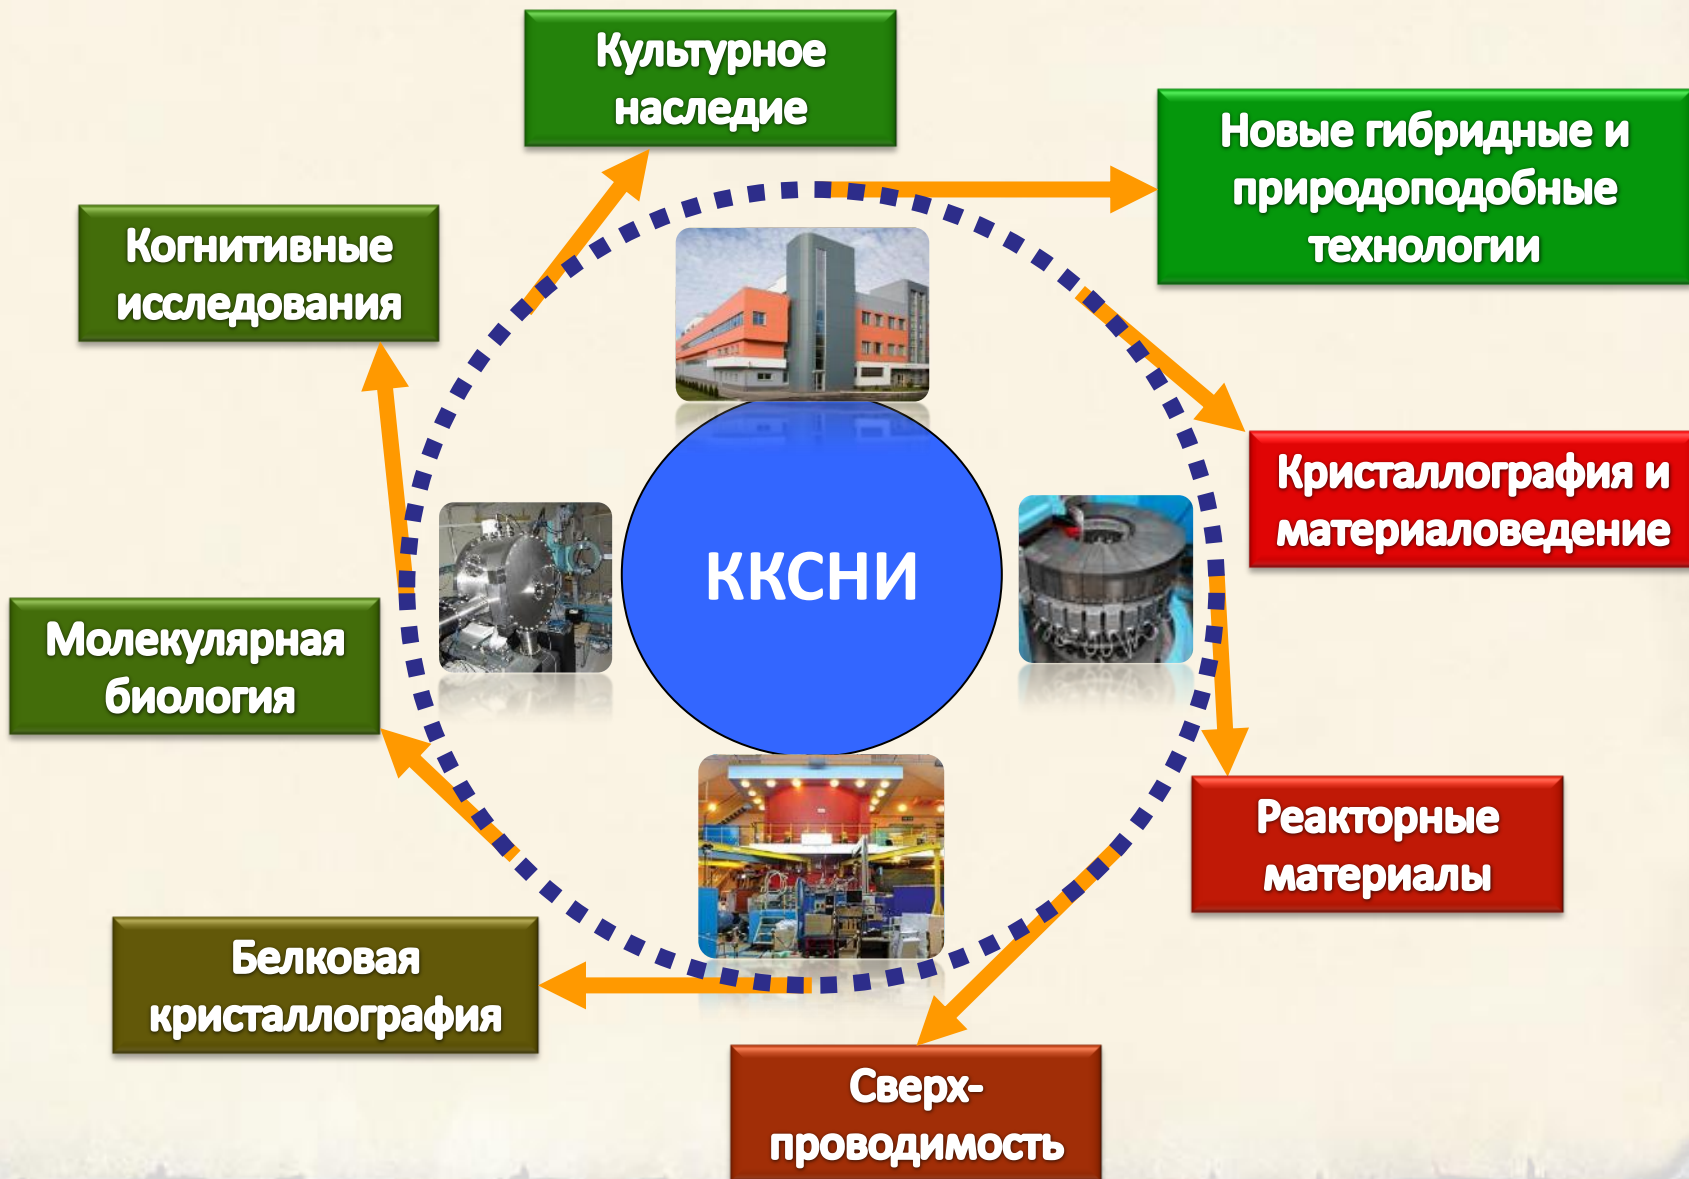 Культурное
наследие
Новые гибридные и
природоподобные
технологии
Когнитивные
исследования
Кристаллография и
материаловедение
ККСНИ
Молекулярная
биология
Реакторные
материалы
Белковая
кристаллография
Сверх-
проводимость